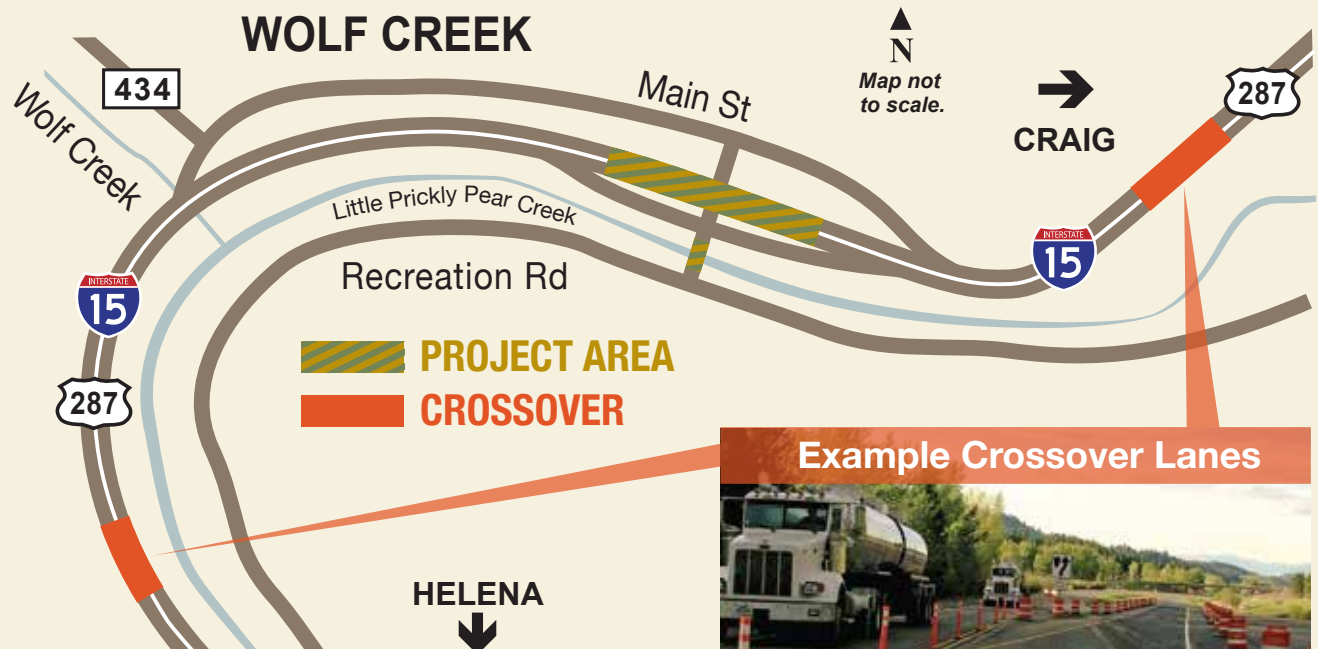 WOLF CREEK
434
Wolf Creek
Main St
N
Map not
to scale.
CRAIG
287
INTERSTATE
15
Little Prickly Pear Creek
Recreation Rd
INTERSTATE
15
287
PROJECT AREA
CROSSOVER
Example Crossover Lanes
HELENA